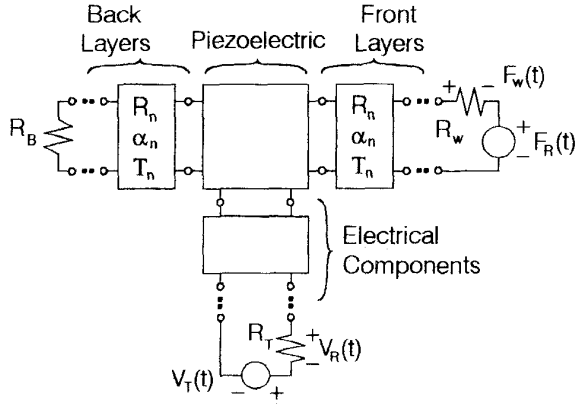 Back
Layers
Piezoelectric
Front
Layers
R_B
R_n
α_n
T_n
R_n
α_n
T_n
+ − F_w(t)
R_w
+
− F_R(t)
Electrical
Components
R_T
+
− V_R(t)
V_T(t)
− +